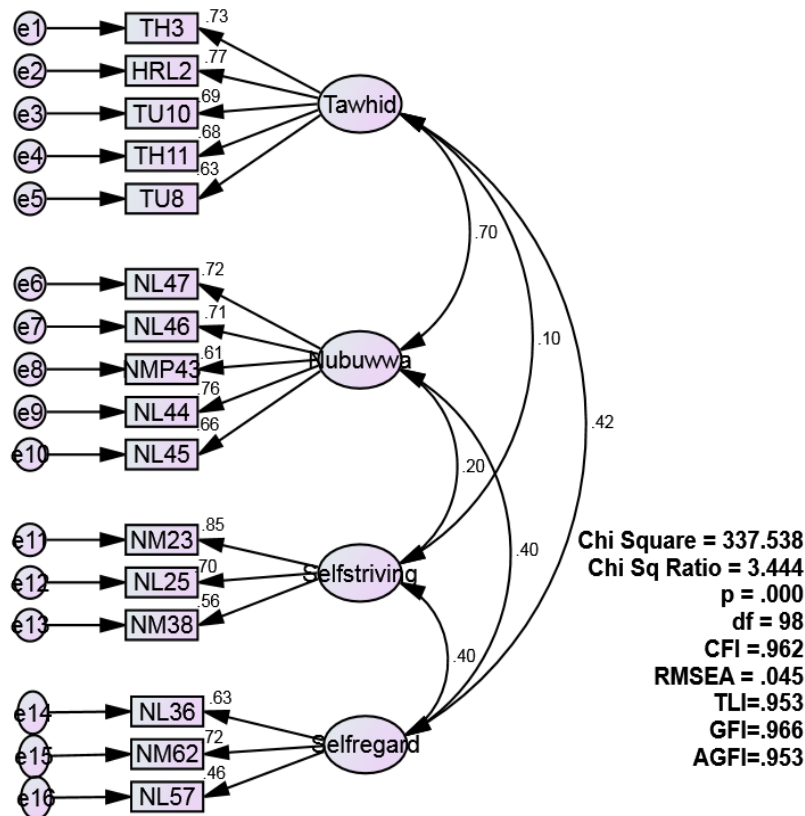 e1 TH3 .73
e2 HRL2 .77
e3 TU10 .69
e4 TH11 .68
e5 TU8 .63
Tawhid
e6 NL47 .72
e7 NL46 .71
e8 NMP43 .61
e9 NL44 .76
e10 NL45 .66
Nubuwwa
e11 NM23 .85
e12 NL25 .70
e13 NM38 .56
Selfstriving
e14 NL36 .63
e15 NM62 .72
e16 NL57 .46
Selfregard
.70
.10
.42
.20
.40
.40
Chi Square = 337.538
Chi Sq Ratio = 3.444
p = .000
df = 98
CFI =.962
RMSEA = .045
TLI=.953
GFI=.966
AGFI=.953